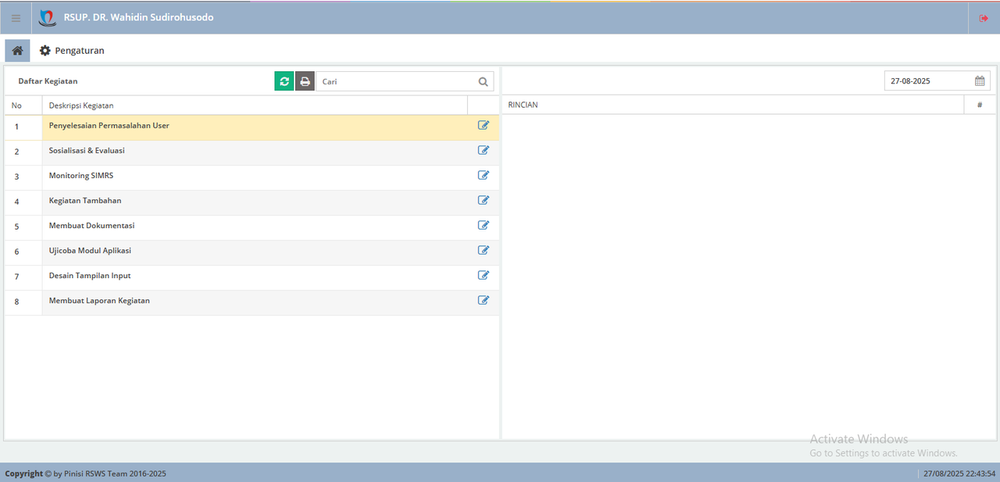 RSUP. DR. Wahidin Sudirohusodo
Pengaturan
Daftar Kegiatan
Cari
27-08-2025
No Deskripsi Kegiatan
RINCIAN #
1 Penyelesaian Permasalahan User
2 Sosialisasi & Evaluasi
3 Monitoring SIMRS
4 Kegiatan Tambahan
5 Membuat Dokumentasi
6 Ujicoba Modul Aplikasi
7 Desain Tampilan Input
8 Membuat Laporan Kegiatan
Activate Windows
Go to Settings to activate Windows.
Copyright © by Pinisi RSWS Team 2016-2025
27/08/2025 22:43:54